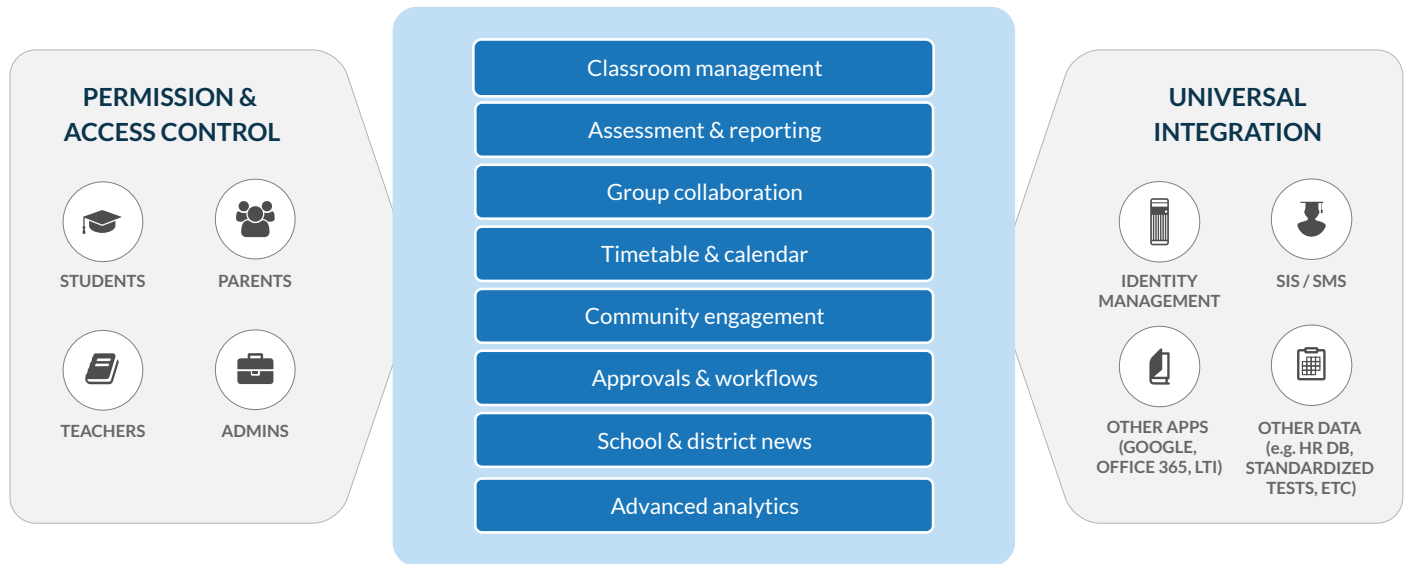 PERMISSION &
ACCESS CONTROL
STUDENTS
PARENTS
TEACHERS
ADMINS
Classroom management
Assessment & reporting
Group collaboration
Timetable & calendar
Community engagement
Approvals & workflows
School & district news
Advanced analytics
UNIVERSAL
INTEGRATION
IDENTITY
MANAGEMENT
SIS / SMS
OTHER APPS
(GOOGLE,
OFFICE 365, LTI)
OTHER DATA
(e.g. HR DB,
STANDARDIZED
TESTS, ETC)